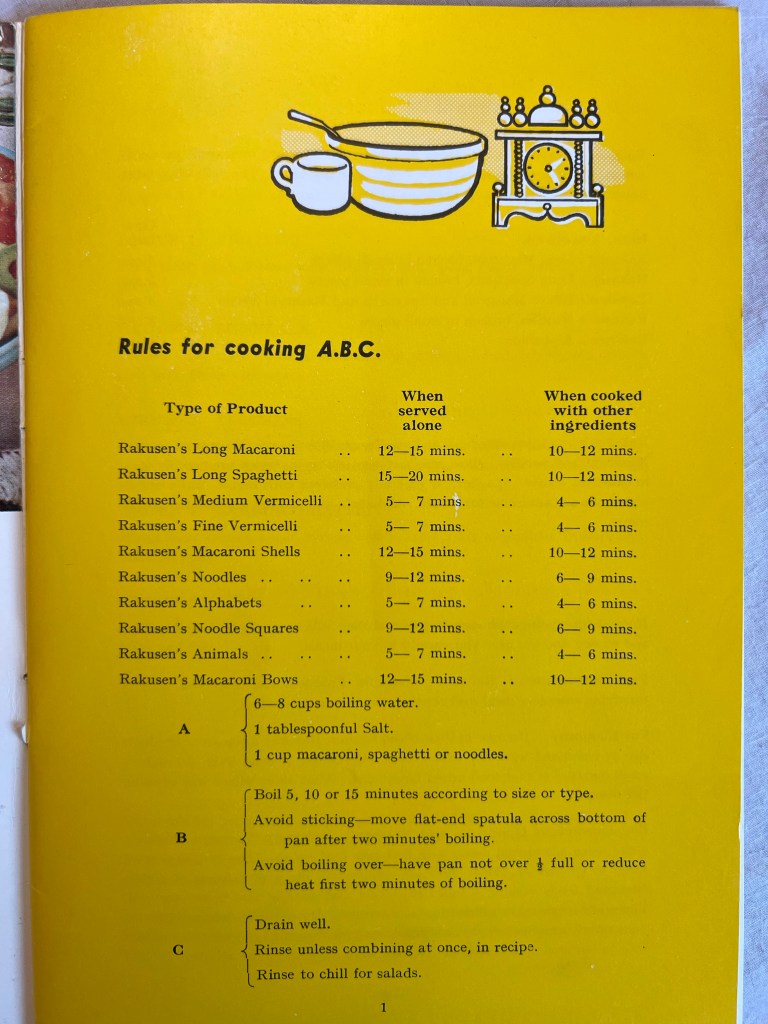 Rules for cooking A.B.C.
Type of Product When served alone When cooked with other ingredients
Rakusen's Long Macaroni .. 12—15 mins. .. 10—12 mins.
Rakusen's Long Spaghetti .. 15—20 mins. .. 10—12 mins.
Rakusen's Medium Vermicelli .. 5— 7 mins. .. 4— 6 mins.
Rakusen's Fine Vermicelli .. 5— 7 mins. .. 4— 6 mins.
Rakusen's Macaroni Shells .. 12—15 mins. .. 10—12 mins.
Rakusen's Noodles .. .. .. 9—12 mins. .. 6— 9 mins.
Rakusen's Alphabets .. .. 5— 7 mins. .. 4— 6 mins.
Rakusen's Noodle Squares .. 9—12 mins. .. 6— 9 mins.
Rakusen's Animals .. .. .. 5— 7 mins. .. 4— 6 mins.
Rakusen's Macaroni Bows .. 12—15 mins. .. 10—12 mins.
6—8 cups boiling water.
A 1 tablespoonful Salt.
1 cup macaroni, spaghetti or noodles.
Boil 5, 10 or 15 minutes according to size or type.
Avoid sticking—move flat-end spatula across bottom of
B pan after two minutes' boiling.
Avoid boiling over—have pan not over ½ full or reduce
heat first two minutes of boiling.
Drain well.
C Rinse unless combining at once, in recipe.
Rinse to chill for salads.
1